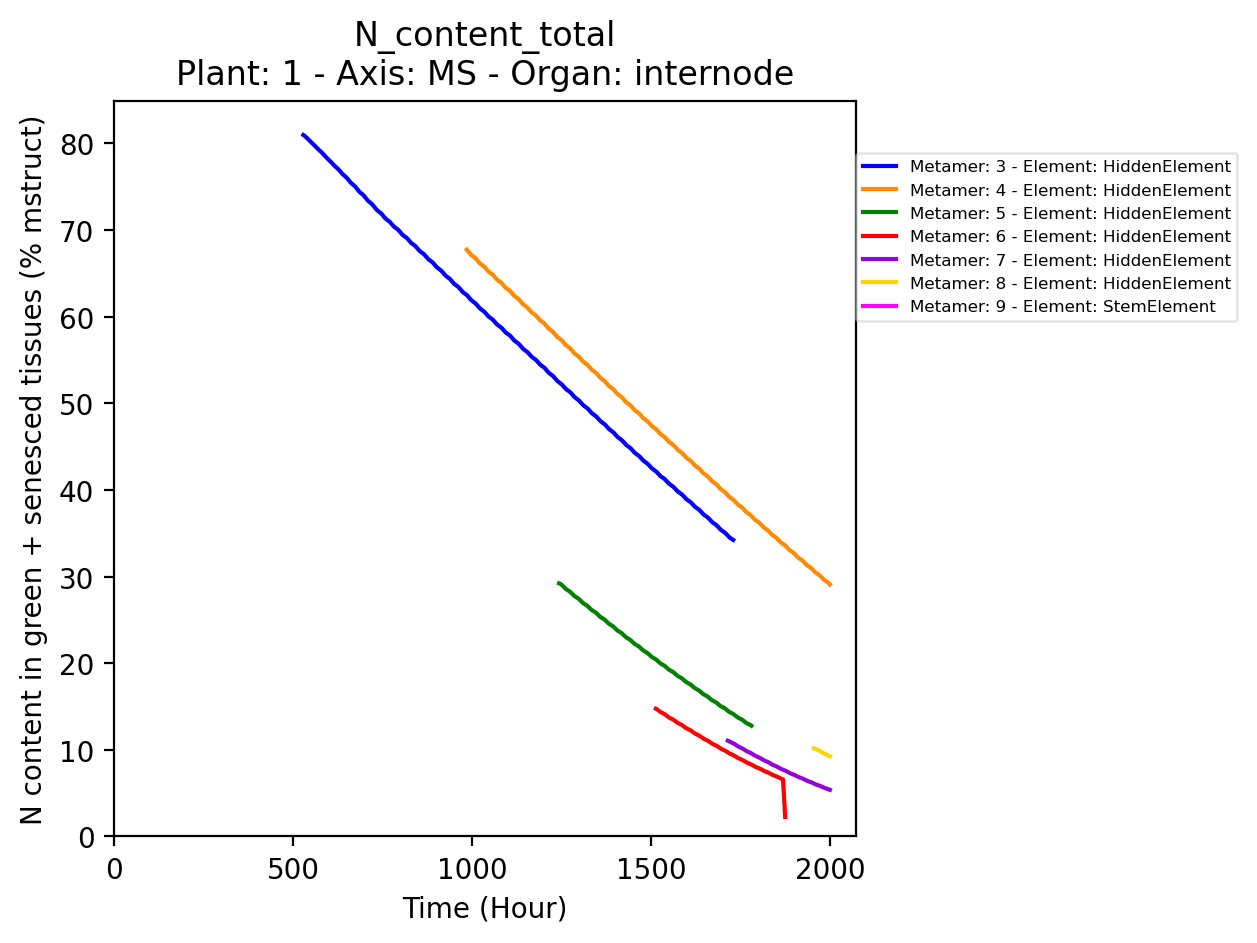 N_content_total
Plant: 1 - Axis: MS - Organ: internode
N content in green + senesced tissues (% mstruct)
80
70
60
50
40
30
20
10
0
0 500 1000 1500 2000
Time (Hour)
Metamer: 3 - Element: HiddenElement
Metamer: 4 - Element: HiddenElement
Metamer: 5 - Element: HiddenElement
Metamer: 6 - Element: HiddenElement
Metamer: 7 - Element: HiddenElement
Metamer: 8 - Element: HiddenElement
Metamer: 9 - Element: StemElement